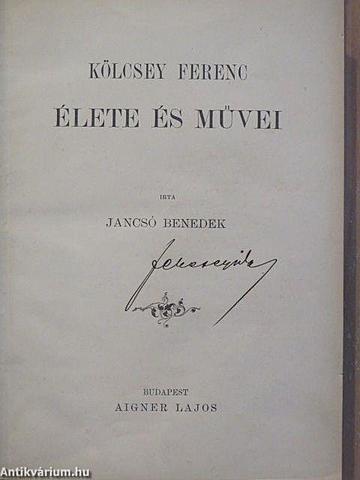 KÖLCSEY FERENC
ÉLETE ÉS MŰVEI
IRTA
JANCSÓ BENEDEK
BUDAPEST
AIGNER LAJOS
Antikvárium.hu